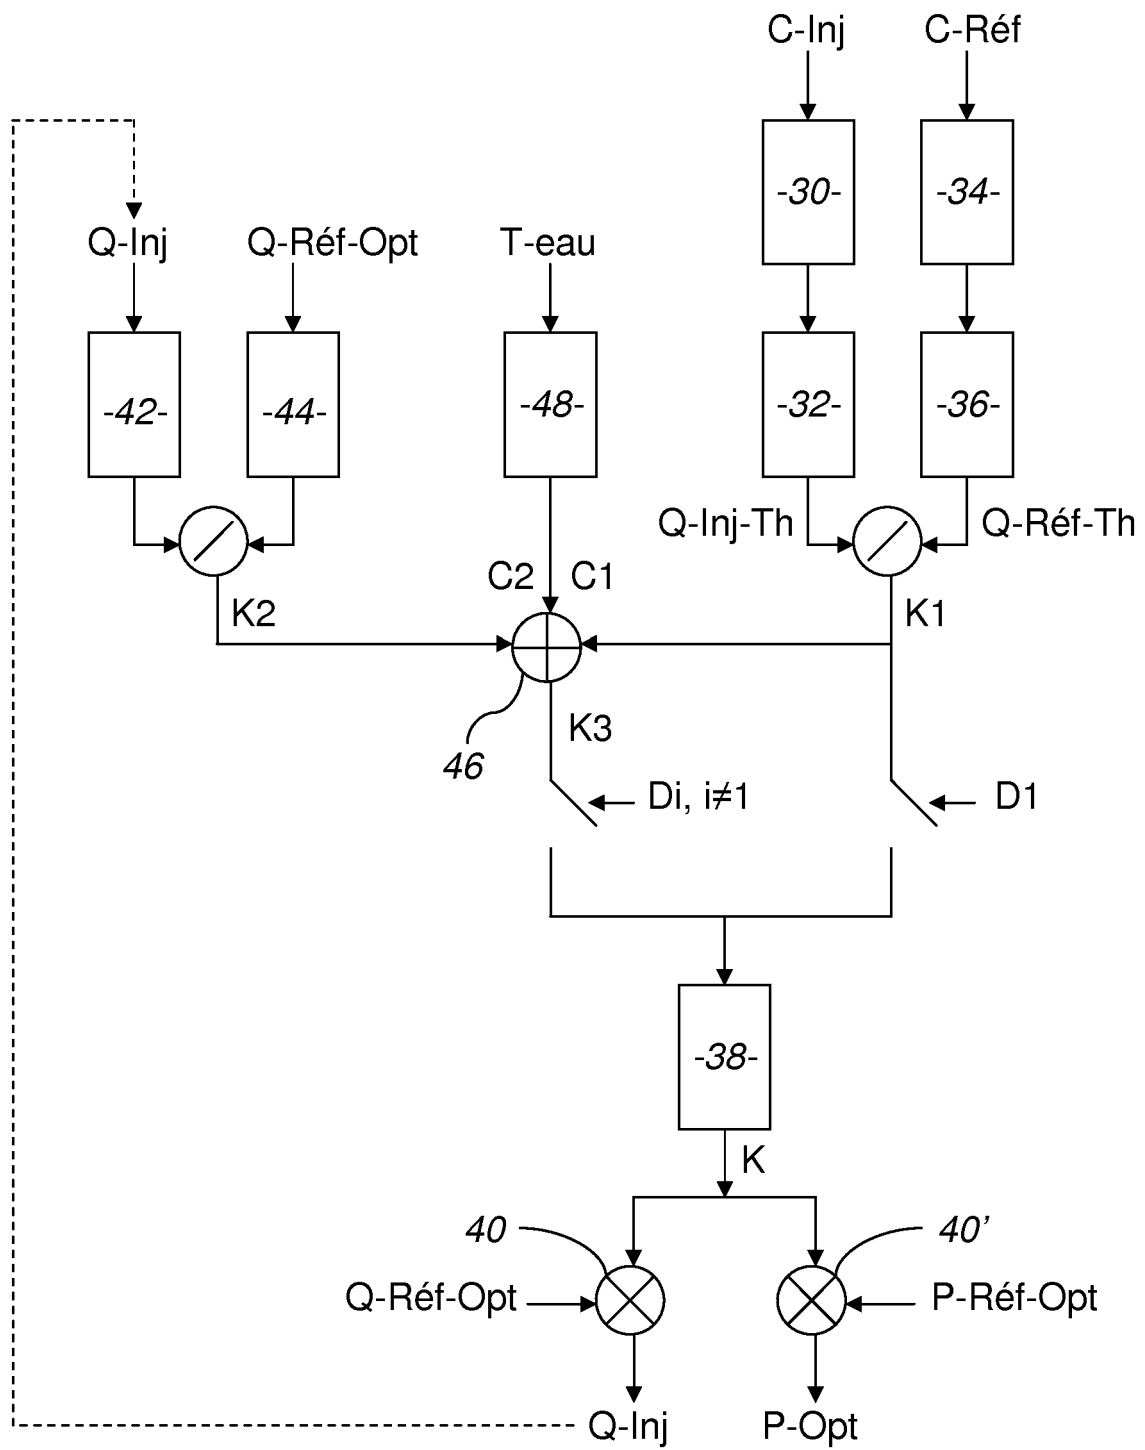 C-Inj C-Réf
-30- -34-
Q-Inj Q-Réf-Opt T-eau
-42- -44- -48- -32- -36-
Q-Inj-Th Q-Réf-Th
C2 C1
K2 K1
K3
46
Di, i≠1 D1
-38-
K
40 40’
Q-Réf-Opt P-Réf-Opt
Q-Inj P-Opt